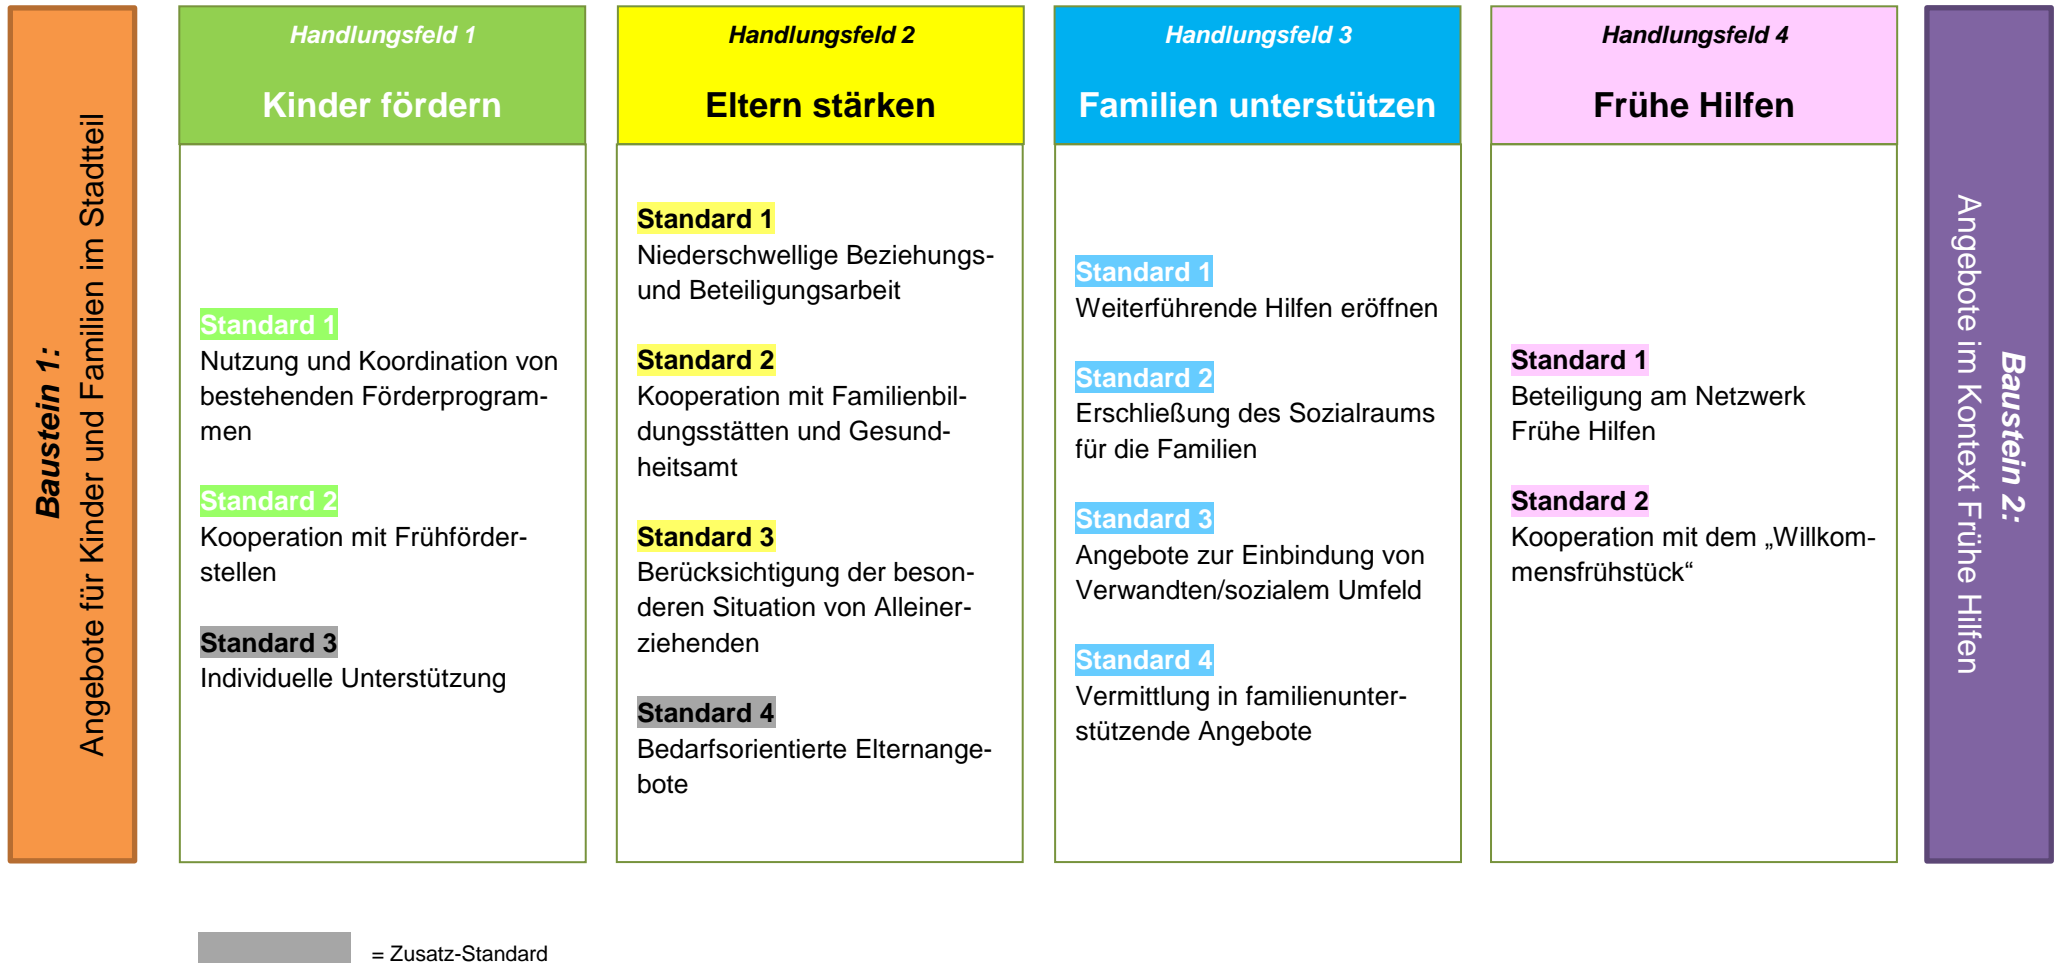 Baustein 1:
Angebote für Kinder und Familien im Stadtteil
Handlungsfeld 1
Kinder fördern
Standard 1
Nutzung und Koordination von
bestehenden Förderprogram-
men
Standard 2
Kooperation mit Frühförder-
stellen
Standard 3
Individuelle Unterstützung
Handlungsfeld 2
Eltern stärken
Standard 1
Niederschwellige Beziehungs-
und Beteiligungsarbeit
Standard 2
Kooperation mit Familienbil-
dungsstätten und Gesund-
heitsamt
Standard 3
Berücksichtigung der beson-
deren Situation von Alleiner-
ziehenden
Standard 4
Bedarfsorientierte Elternange-
bote
Handlungsfeld 3
Familien unterstützen
Standard 1
Weiterführende Hilfen eröffnen
Standard 2
Erschließung des Sozialraums
für die Familien
Standard 3
Angebote zur Einbindung von
Verwandten/sozialem Umfeld
Standard 4
Vermittlung in familienunter-
stützende Angebote
Handlungsfeld 4
Frühe Hilfen
Standard 1
Beteiligung am Netzwerk
Frühe Hilfen
Standard 2
Kooperation mit dem „Willkom-
mensfrühstück“
Baustein 2:
Angebote im Kontext Frühe Hilfen
= Zusatz-Standard